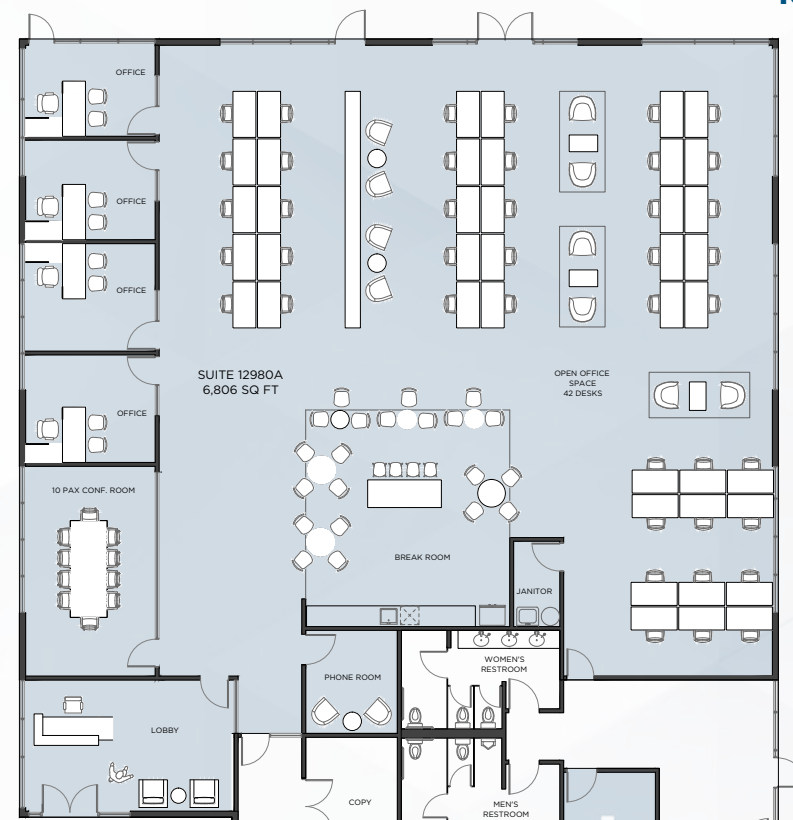 OFFICE
OFFICE
OFFICE
SUITE 12980A
6,806 SQ FT
OPEN OFFICE
SPACE
42 DESKS
OFFICE
10 PAX CONF. ROOM
BREAK ROOM
JANITOR
WOMEN'S
RESTROOM
PHONE ROOM
LOBBY
COPY
MEN'S
RESTROOM